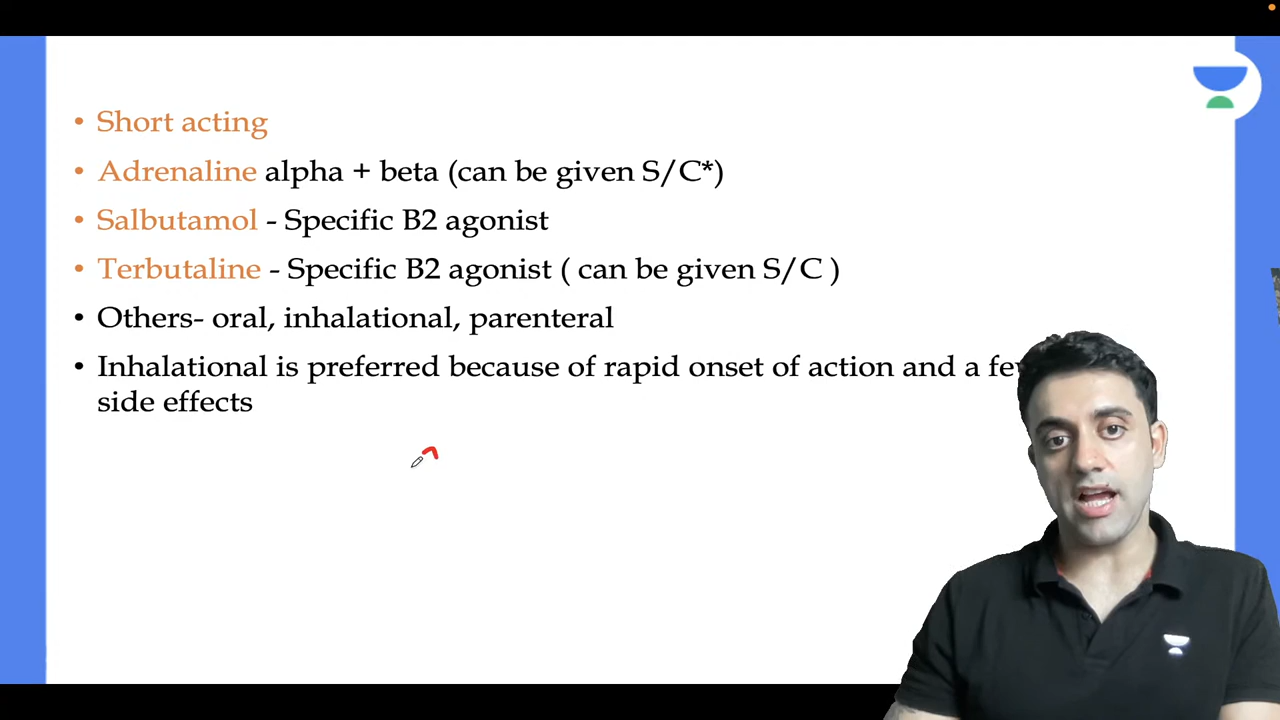 • Short acting
• Adrenaline alpha + beta (can be given S/C*)
• Salbutamol - Specific B2 agonist
• Terbutaline - Specific B2 agonist ( can be given S/C )
• Others- oral, inhalational, parenteral
• Inhalational is preferred because of rapid onset of action and a
side effects